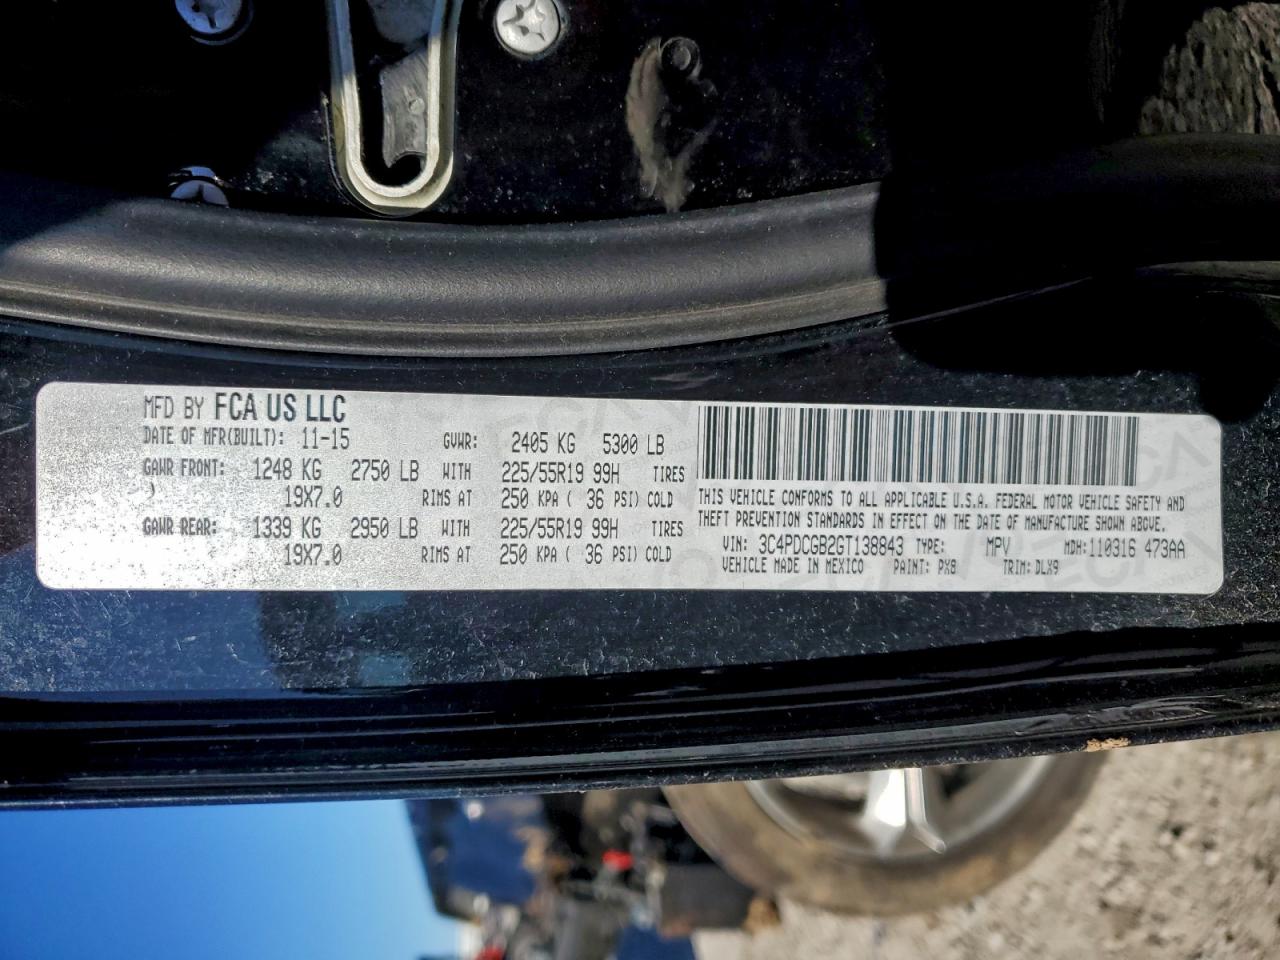 MFD BY FCA US LLC
DATE OF MFR(BUILT): 11-15 GVWR: 2405 KG 5300 LB
GAWR FRONT: 1248 KG 2750 LB WITH 225/55R19 99H TIRES
19X7.0 RIMS AT 250 KPA ( 36 PSI) COLD
GAWR REAR: 1339 KG 2950 LB WITH 225/55R19 99H TIRES
19X7.0 RIMS AT 250 KPA ( 36 PSI) COLD
THIS VEHICLE CONFORMS TO ALL APPLICABLE U.S.A. FEDERAL MOTOR VEHICLE SAFETY AND
THEFT PREVENTION STANDARDS IN EFFECT ON THE DATE OF MANUFACTURE SHOWN ABOVE.
VIN: 3C4PDCGB2GT138843 TYPE: MPV MDH: 110316 473AA
VEHICLE MADE IN MEXICO PAINT: PX8 TRIM: DLX9